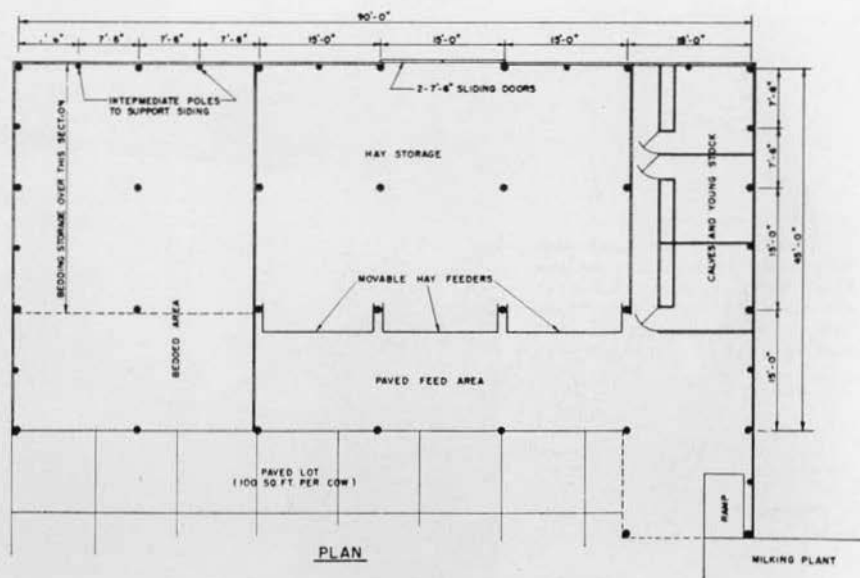 90'-0"
7'-6" 7'-6" 7'-6" 15'-0" 15'-0" 15'-0" 15'-0"
2-7'-6" SLIDING DOORS
INTERMEDIATE POLES
TO SUPPORT SIDING
BEDDING STORAGE OVER THIS SECTION
HAY STORAGE
CALVES AND YOUNG STOCK
7'-6"
7'-6"
15'-0"
45'-0"
15'-0"
MOVABLE HAY FEEDERS
BEDDED AREA
PAVED FEED AREA
PAVED LOT
(100 SQ. FT. PER COW)
RAMP
PLAN
MILKING PLANT